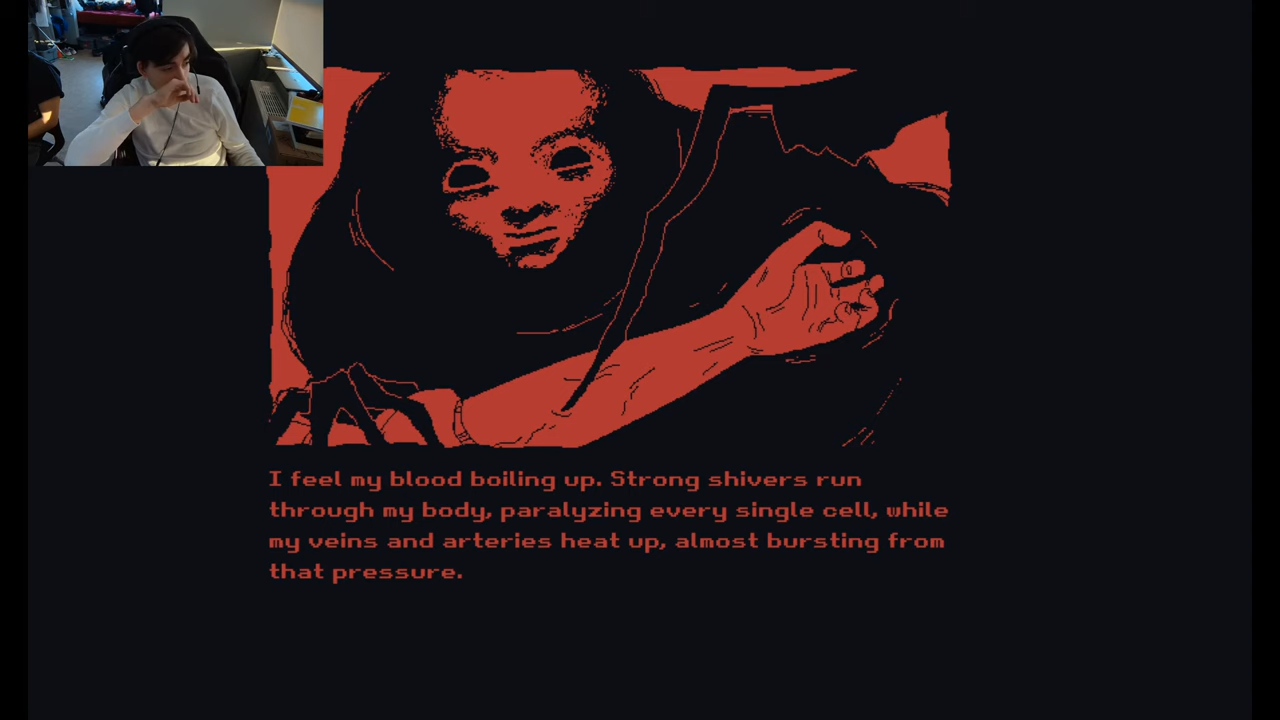 I feel my blood boiling up. Strong shivers run
through my body, paralyzing every single cell, while
my veins and arteries heat up, almost bursting from
that pressure.